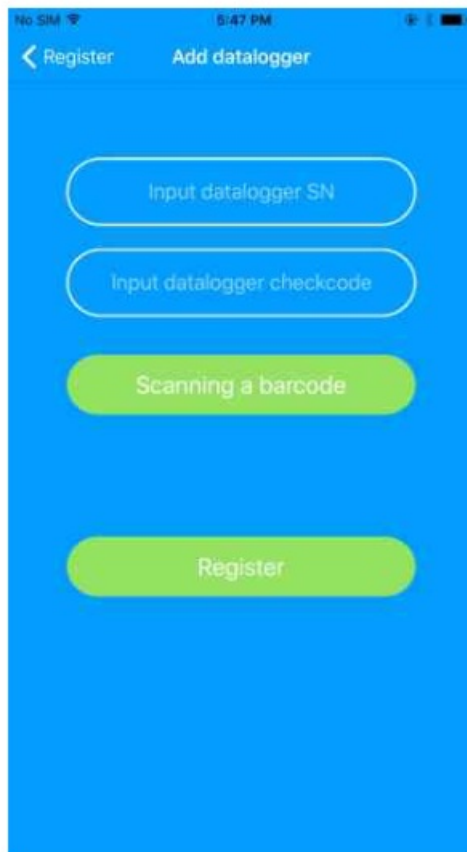 No SIM
5:47 PM
Register
Add datalogger
Input datalogger SN
Input datalogger checkcode
Scanning a barcode
Register